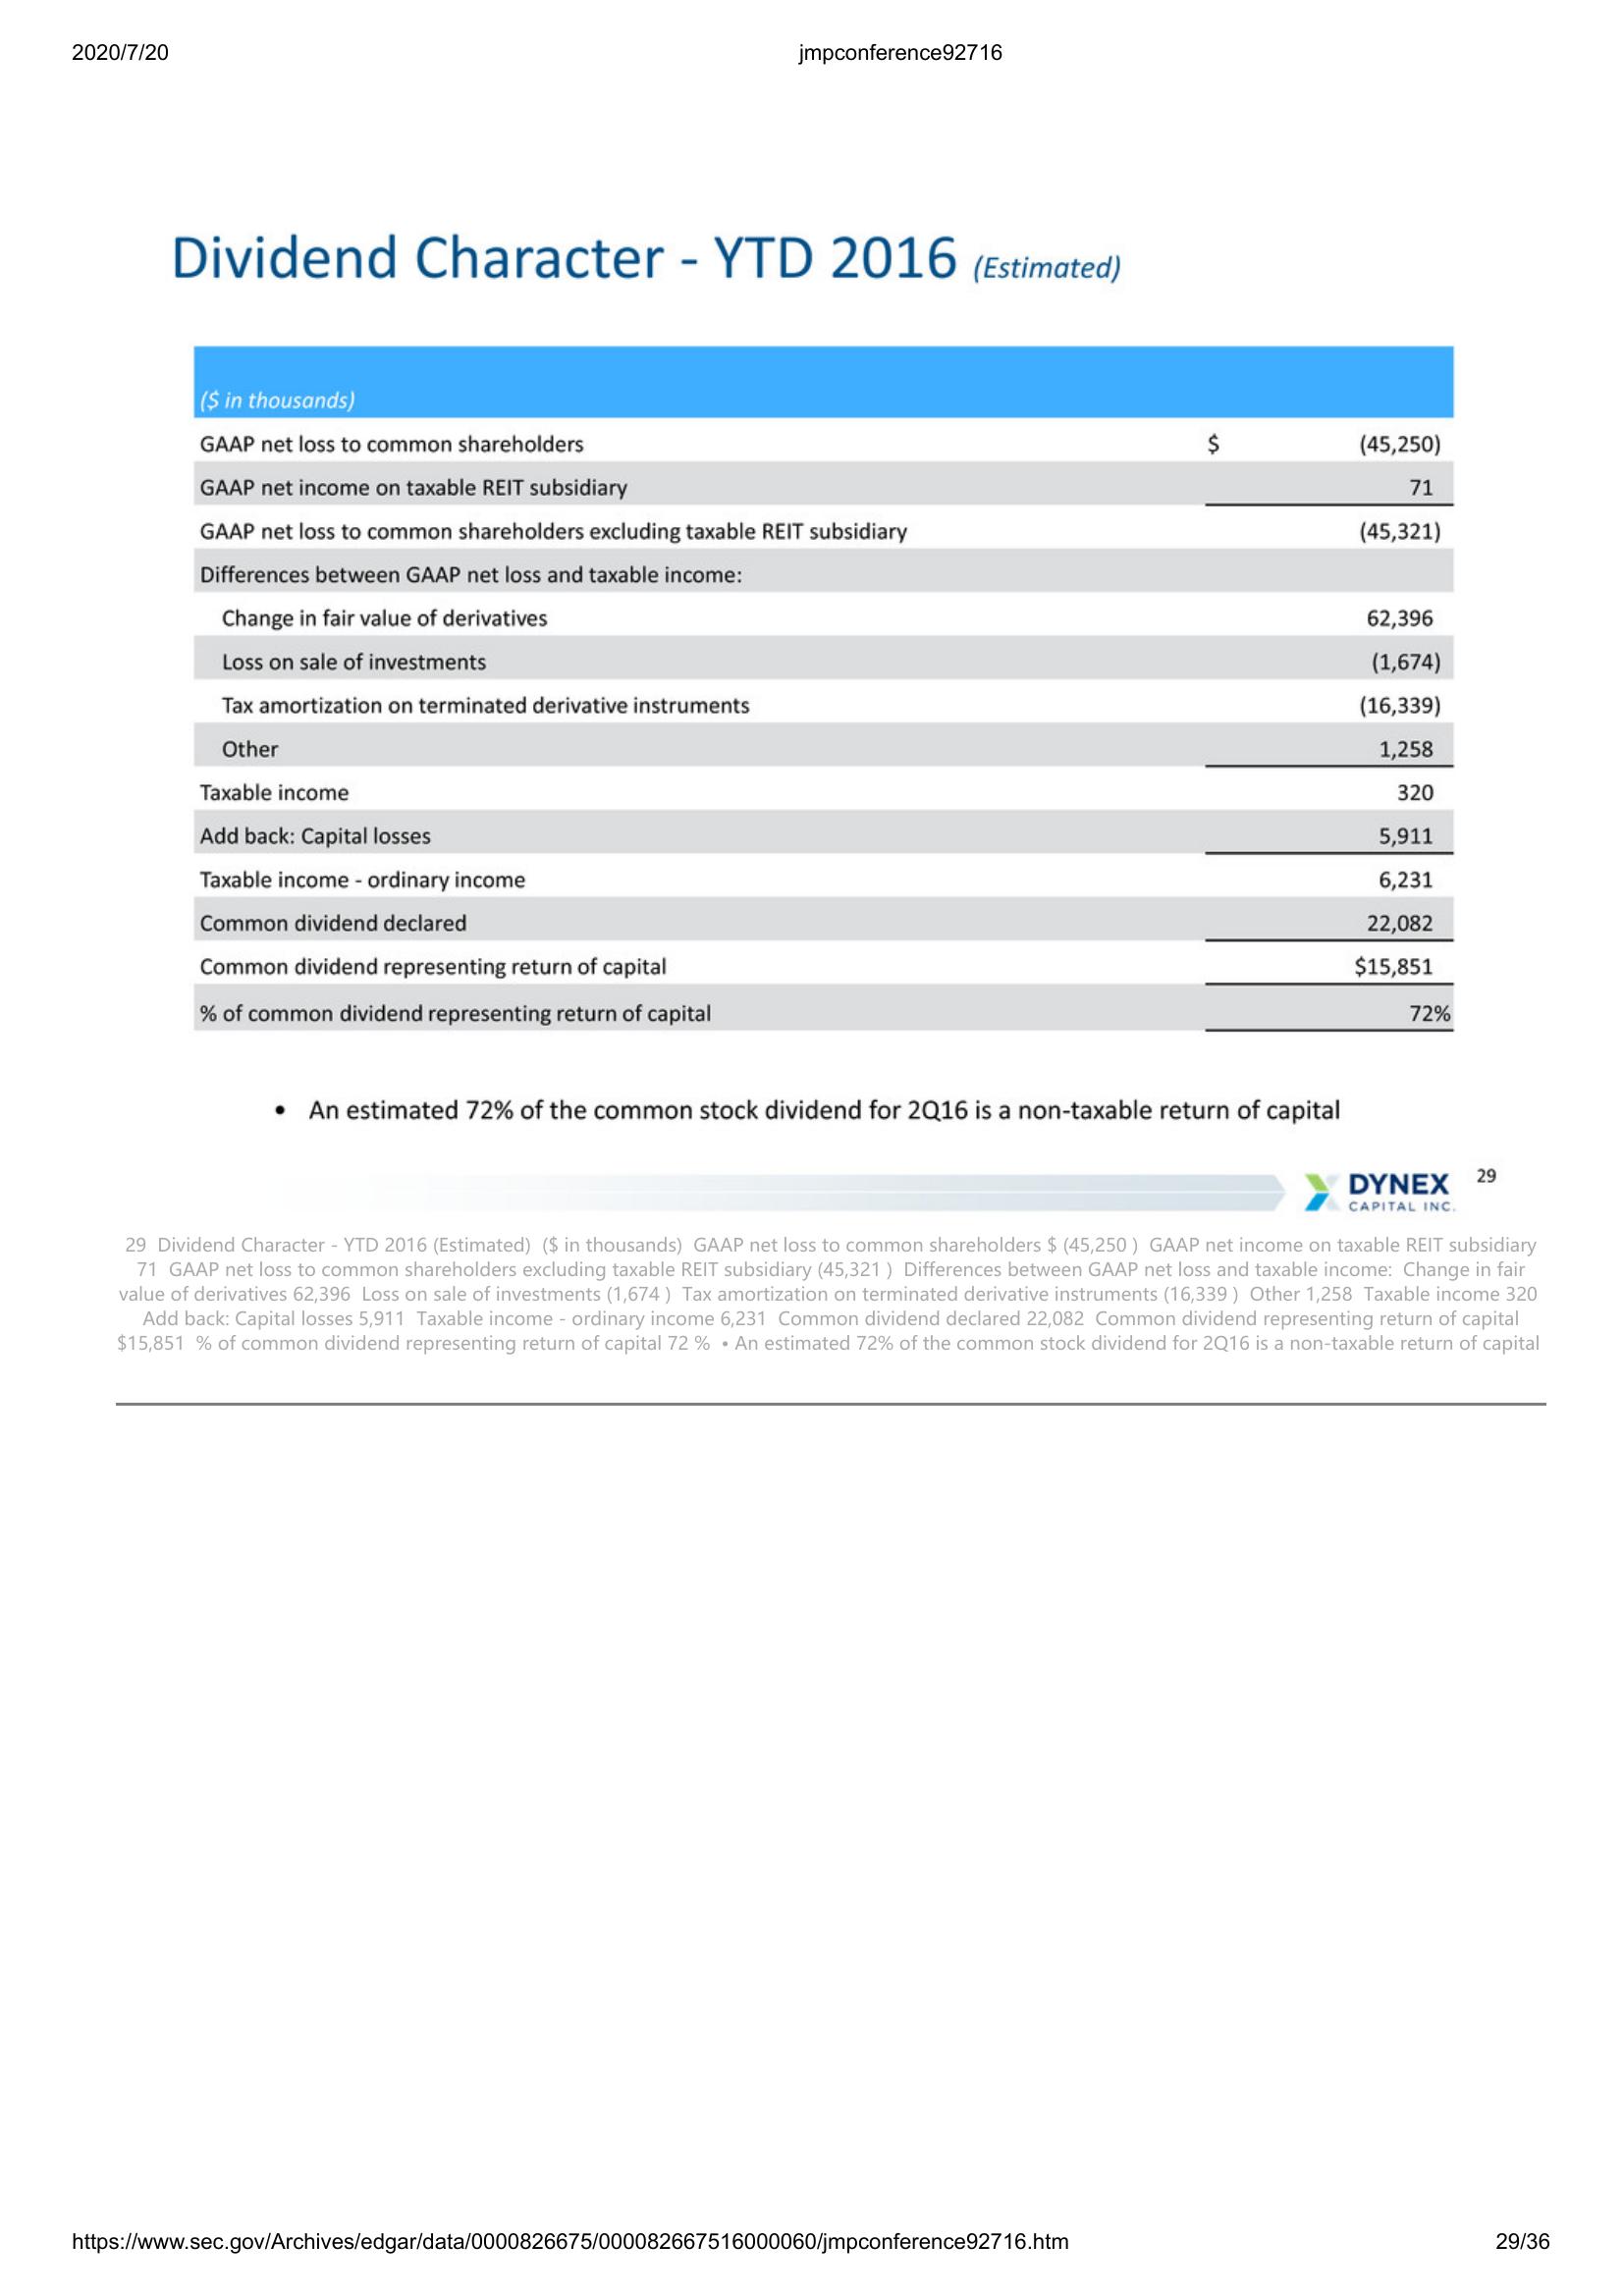 2020/7/20 jmpconference92716
Dividend Character - YTD 2016 (Estimated)
($ in thousands)
GAAP net loss to common shareholders $ (45,250)
GAAP net income on taxable REIT subsidiary 71
GAAP net loss to common shareholders excluding taxable REIT subsidiary (45,321)
Differences between GAAP net loss and taxable income:
Change in fair value of derivatives 62,396
Loss on sale of investments (1,674)
Tax amortization on terminated derivative instruments (16,339)
Other 1,258
Taxable income 320
Add back: Capital losses 5,911
Taxable income - ordinary income 6,231
Common dividend declared 22,082
Common dividend representing return of capital $15,851
% of common dividend representing return of capital 72%
• An estimated 72% of the common stock dividend for 2Q16 is a non-taxable return of capital
DYNEX 29
CAPITAL INC.
29 Dividend Character - YTD 2016 (Estimated) ($ in thousands) GAAP net loss to common shareholders $ (45,250 ) GAAP net income on taxable REIT subsidiary
71 GAAP net loss to common shareholders excluding taxable REIT subsidiary (45,321 ) Differences between GAAP net loss and taxable income: Change in fair
value of derivatives 62,396 Loss on sale of investments (1,674 ) Tax amortization on terminated derivative instruments (16,339 ) Other 1,258 Taxable income 320
Add back: Capital losses 5,911 Taxable income - ordinary income 6,231 Common dividend declared 22,082 Common dividend representing return of capital
$15,851 % of common dividend representing return of capital 72 % • An estimated 72% of the common stock dividend for 2Q16 is a non-taxable return of capital
https://www.sec.gov/Archives/edgar/data/0000826675/000082667516000060/jmpconference92716.htm 29/36